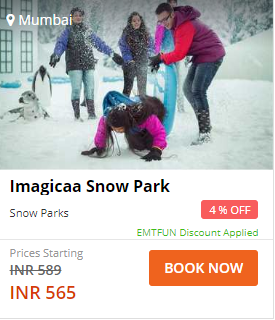 Mumbai
Imagicaa Snow Park
Snow Parks
4 % OFF
EMTFUN Discount Applied
Prices Starting
INR 589
INR 565
BOOK NOW